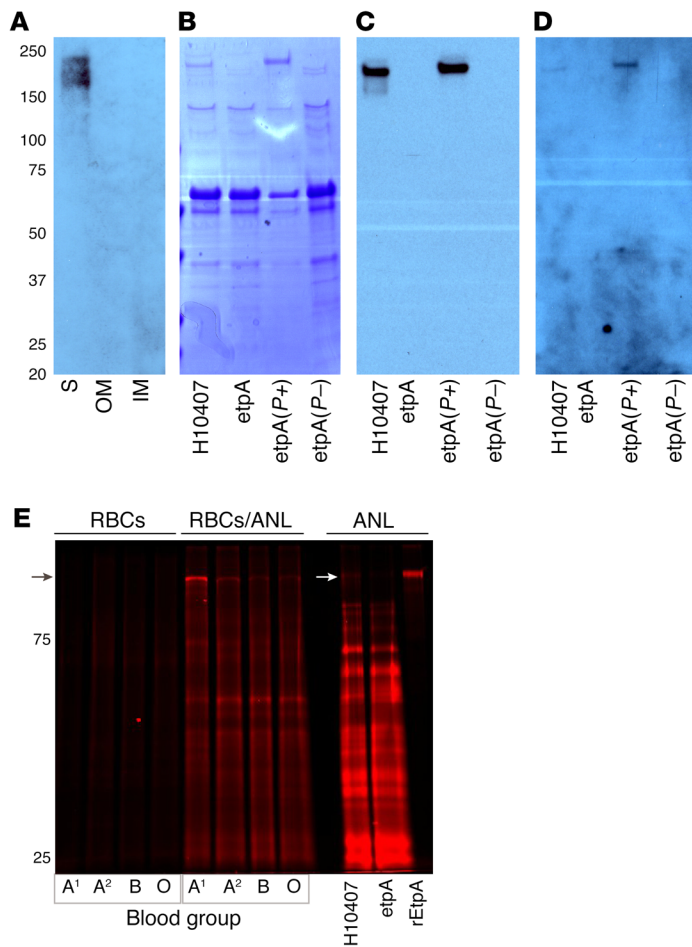 A B C D
250
150
100
75
50
37
25
20
S OM IM H10407 etpA etpA(P+) etpA(P–) H10407 etpA etpA(P+) etpA(P–) H10407 etpA etpA(P+) etpA(P–)
E RBCs RBCs/ANL ANL
75
25
A1 A2 B O A1 A2 B O H10407 etpA rEtpA
Blood group